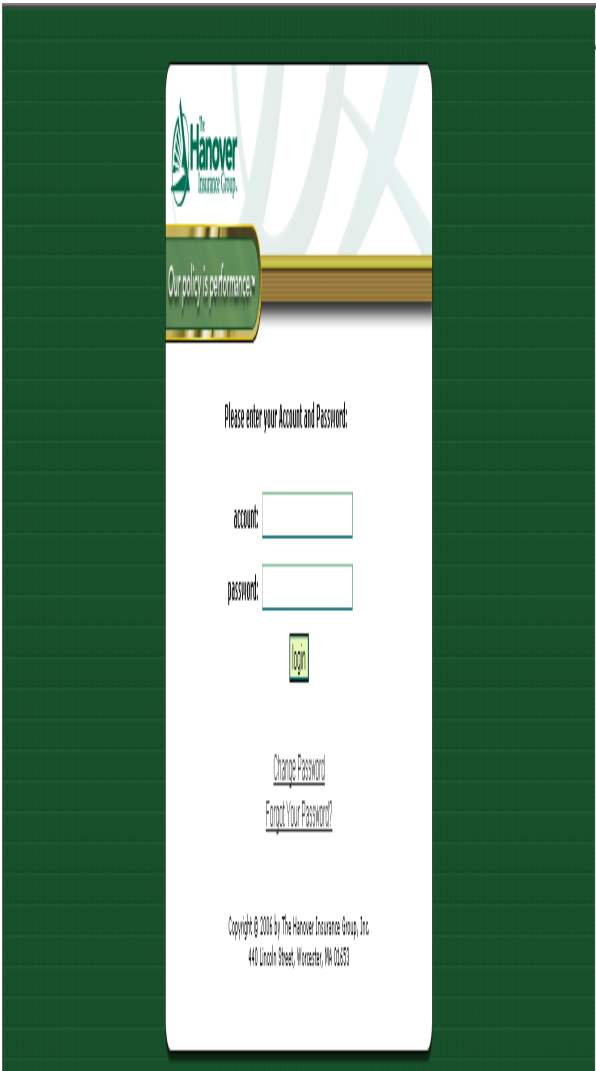 The
Hanover
Insurance Group
Our policy is performance.™
Please enter your Account and Password:
account:
password:
login
Change Password
Forgot Your Password?
Copyright @ 2006 by The Hanover Insurance Group, Inc.
440 Lincoln Street, Worcester, MA 01653